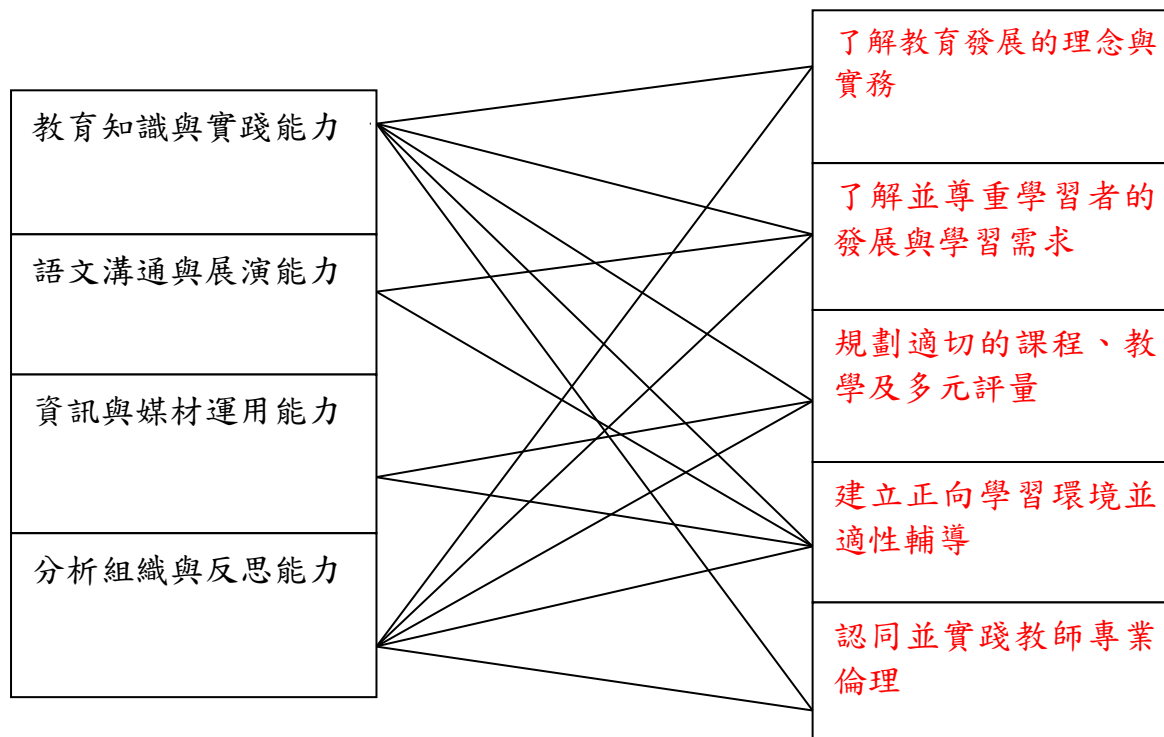 教育知識與實踐能力
語文溝通與展演能力
資訊與媒材運用能力
分析組織與反思能力
了解教育發展的理念與
實務
了解並尊重學習者的
發展與學習需求
規劃適切的課程、教
學及多元評量
建立正向學習環境並
適性輔導
認同並實踐教師專業
倫理